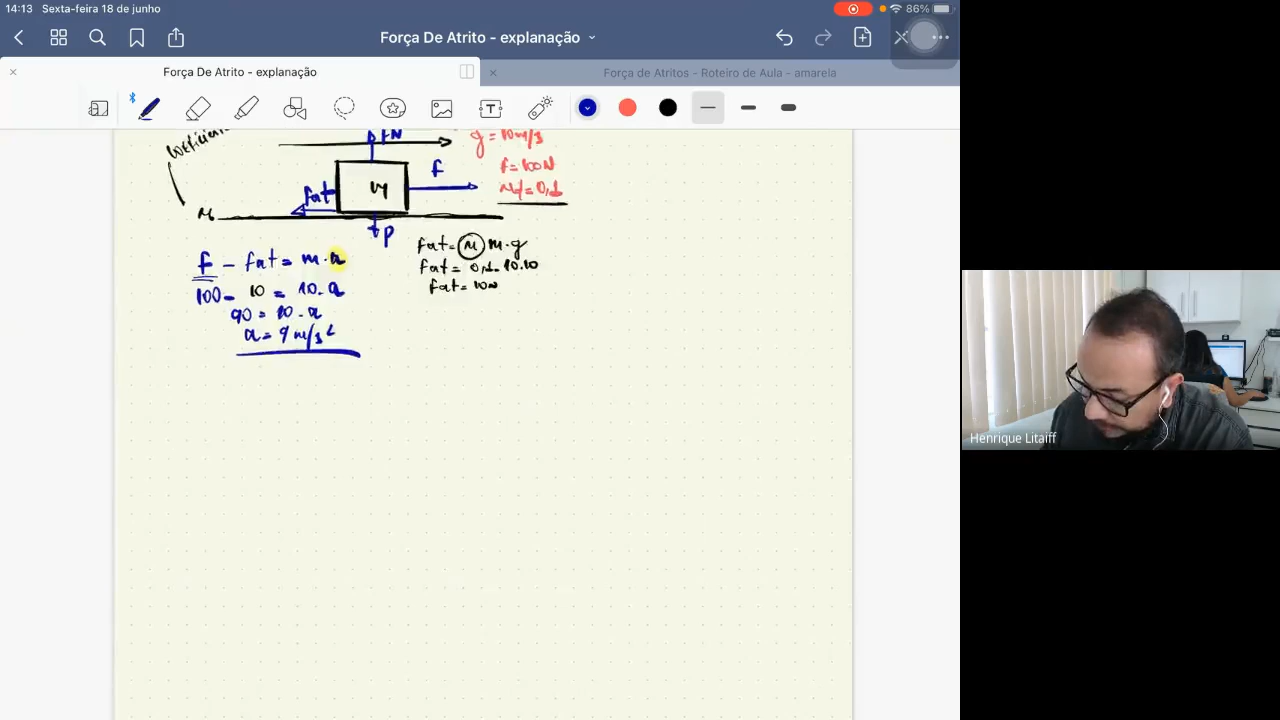 14:13 Sexta-feira 18 de junho
86%
Força De Atrito - explanação
Força De Atrito - explanação
Força de Atritos - Roteiro de Aula - amarela
T
fN
g = 10m/s
f = 100N
μd = 0,1
f
fat
M
μ
P
f - fat = m . a
100 - 10 = 10 . a
90 = 10 . a
a = 9 m/s²
fat = μ m . g
fat = 0,1 . 10 . 10
fat = 10N
Henrique Litaiff